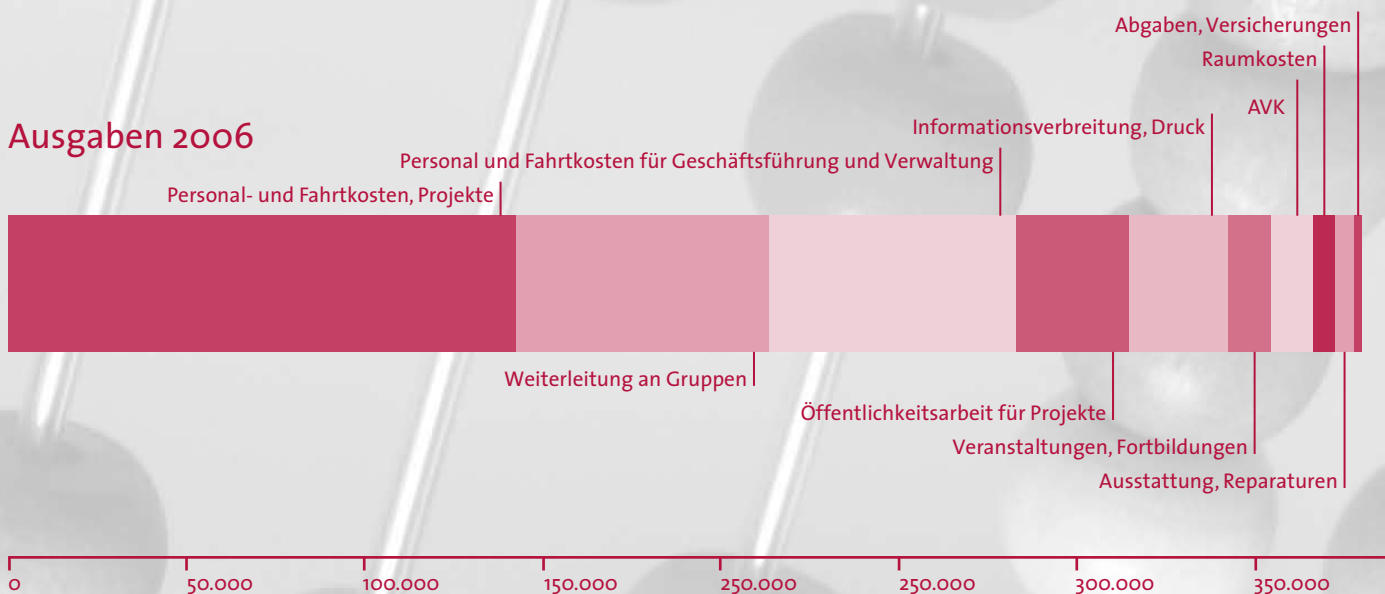 Abgaben, Versicherungen
Raumkosten
AVK
Informationsverbreitung, Druck
Ausgaben 2006
Personal und Fahrtkosten für Geschäftsführung und Verwaltung
Personal- und Fahrtkosten, Projekte
Weiterleitung an Gruppen
Öffentlichkeitsarbeit für Projekte
Veranstaltungen, Fortbildungen
Ausstattung, Reparaturen
0 50.000 100.000 150.000 250.000 250.000 300.000 350.000